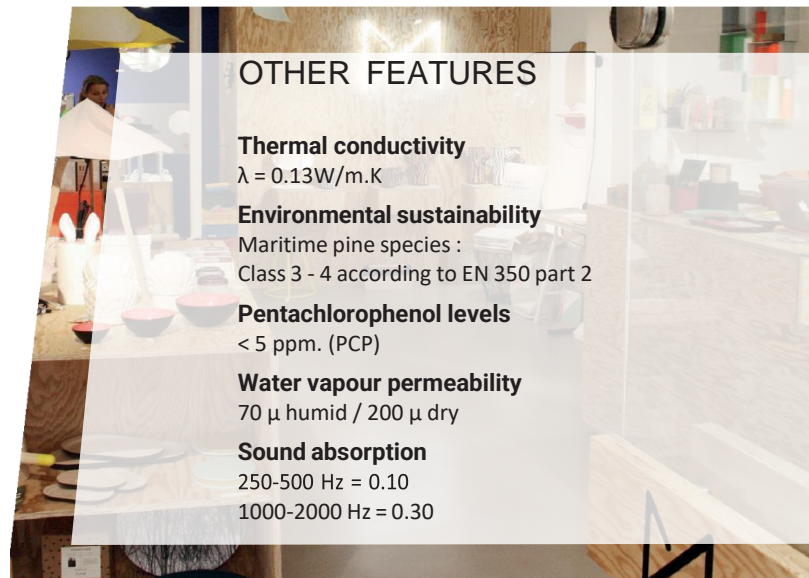 OTHER FEATURES
Thermal conductivity
λ = 0.13W/m.K
Environmental sustainability
Maritime pine species :
Class 3 - 4 according to EN 350 part 2
Pentachlorophenol levels
< 5 ppm. (PCP)
Water vapour permeability
70 µ humid / 200 µ dry
Sound absorption
250-500 Hz = 0.10
1000-2000 Hz = 0.30